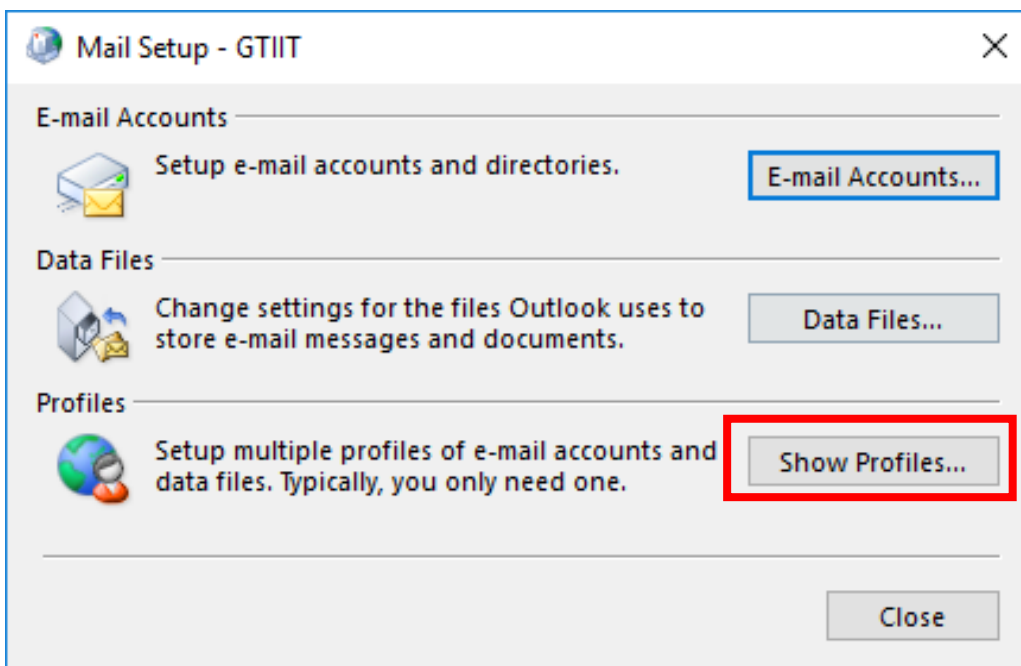 Mail Setup - GTIIT
E-mail Accounts
Setup e-mail accounts and directories.
E-mail Accounts...
Data Files
Change settings for the files Outlook uses to
store e-mail messages and documents.
Data Files...
Profiles
Setup multiple profiles of e-mail accounts and
data files. Typically, you only need one.
Show Profiles...
Close